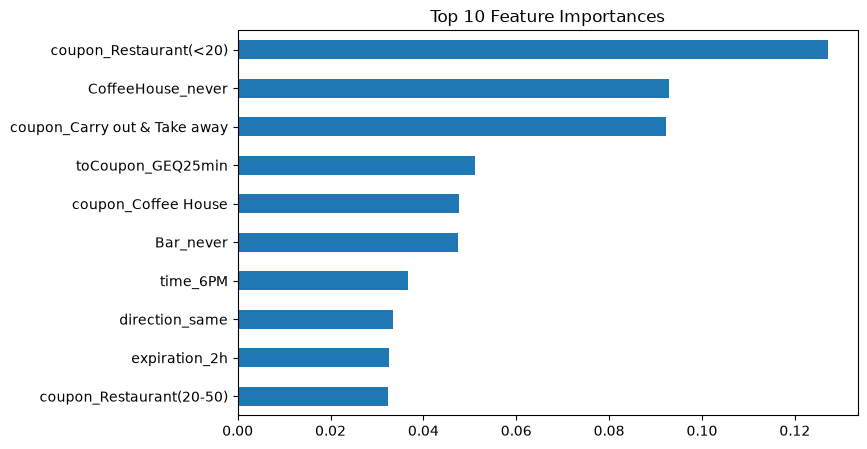 Top 10 Feature Importances
coupon_Restaurant(<20)
CoffeeHouse_never
coupon_Carry out & Take away
toCoupon_GEQ25min
coupon_Coffee House
Bar_never
time_6PM
direction_same
expiration_2h
coupon_Restaurant(20-50)
0.00 0.02 0.04 0.06 0.08 0.10 0.12